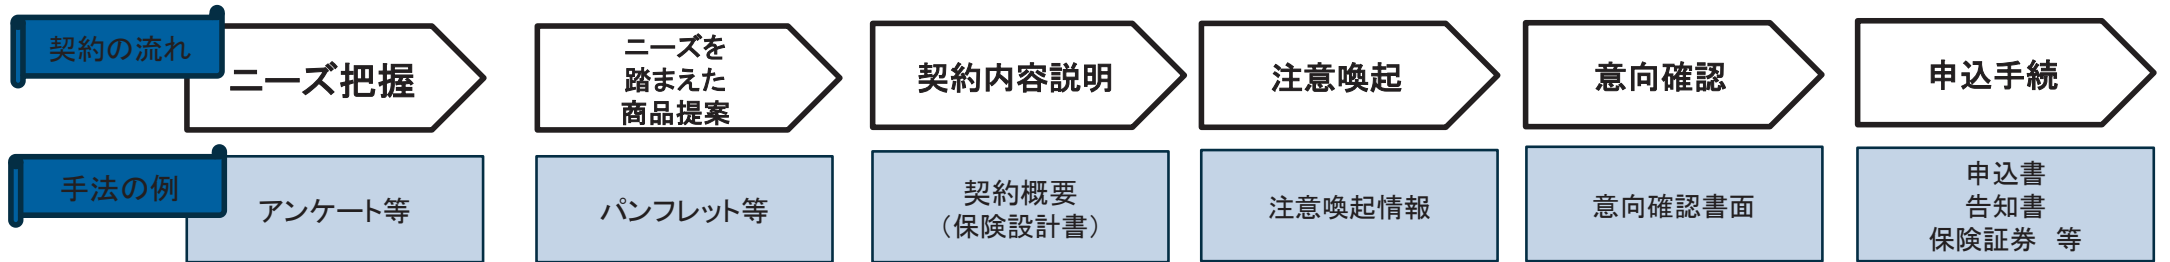 契約の流れ
ニーズ把握
ニーズを
踏まえた
商品提案
契約内容説明
注意喚起
意向確認
申込手続
手法の例
アンケート等
パンフレット等
契約概要
（保険設計書）
注意喚起情報
意向確認書面
申込書
告知書
保険証券　等